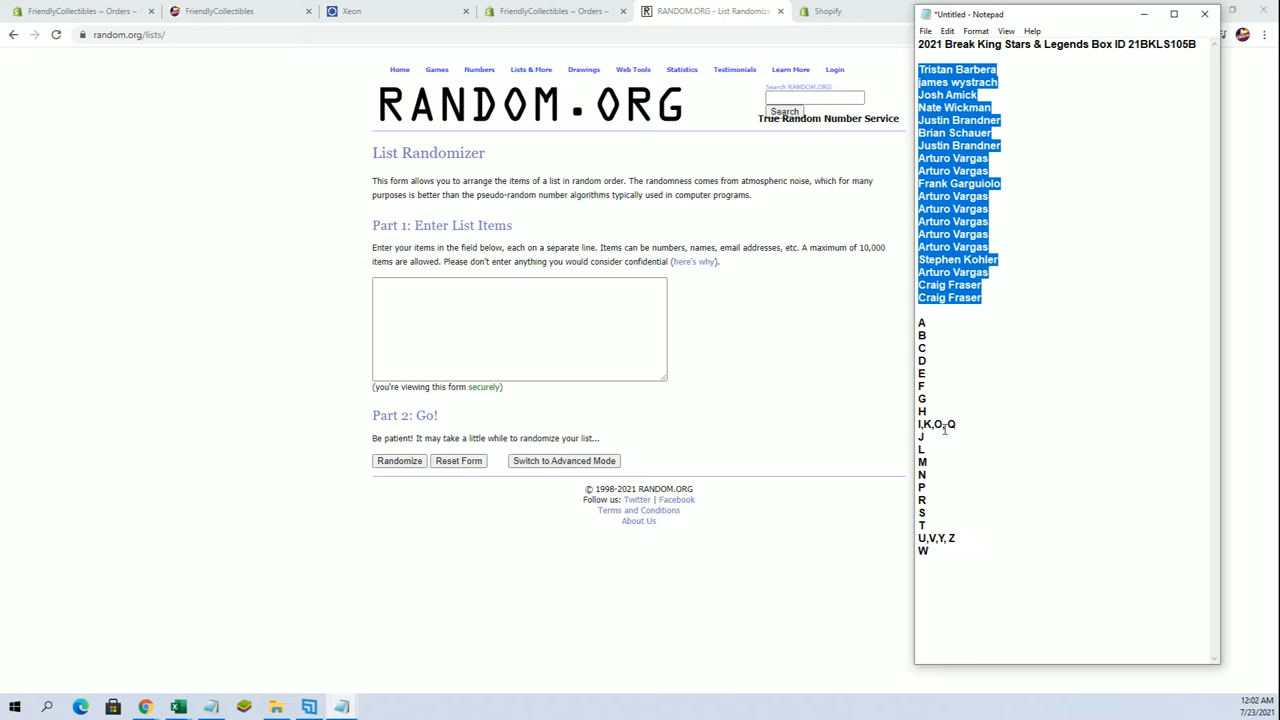 FriendlyCollectibles ~ Orders ~
FriendlyCollectibles
Xeon
FriendlyCollectibles ~ Orders ~
RANDOM.ORG - List Randomize
Shopify
random.org/lists/
*Untitled - Notepad
File Edit Format View Help
2021 Break King Stars & Legends Box ID 21BKLS105B
Tristan Barbera
james wystrach
Josh Amick
Nate Wickman
Justin Brandner
Brian Schauer
Justin Brandner
Arturo Vargas
Arturo Vargas
Frank Garguiolo
Arturo Vargas
Arturo Vargas
Arturo Vargas
Arturo Vargas
Arturo Vargas
Stephen Kohler
Arturo Vargas
Craig Fraser
Craig Fraser
A
B
C
D
E
F
G
H
I,K,O,-Q
J
L
M
N
P
R
S
T
U,V,Y, Z
W
Home Games Numbers Lists & More Drawings Web Tools Statistics Testimonials Learn More Login
RANDOM.ORG
Search RANDOM.ORG
Search
True Random Number Service
List Randomizer
This form allows you to arrange the items of a list in random order. The randomness comes from atmospheric noise, which for many
purposes is better than the pseudo-random number algorithms typically used in computer programs.
Part 1: Enter List Items
Enter your items in the field below, each on a separate line. Items can be numbers, names, email addresses, etc. A maximum of 10,000
items are allowed. Please don't enter anything you would consider confidential (here's why).
(you're viewing this form securely)
Part 2: Go!
Be patient! It may take a little while to randomize your list...
Randomize Reset Form Switch to Advanced Mode
© 1998-2021 RANDOM.ORG
Follow us: Twitter | Facebook
Terms and Conditions
About Us
12:02 AM
7/23/2021